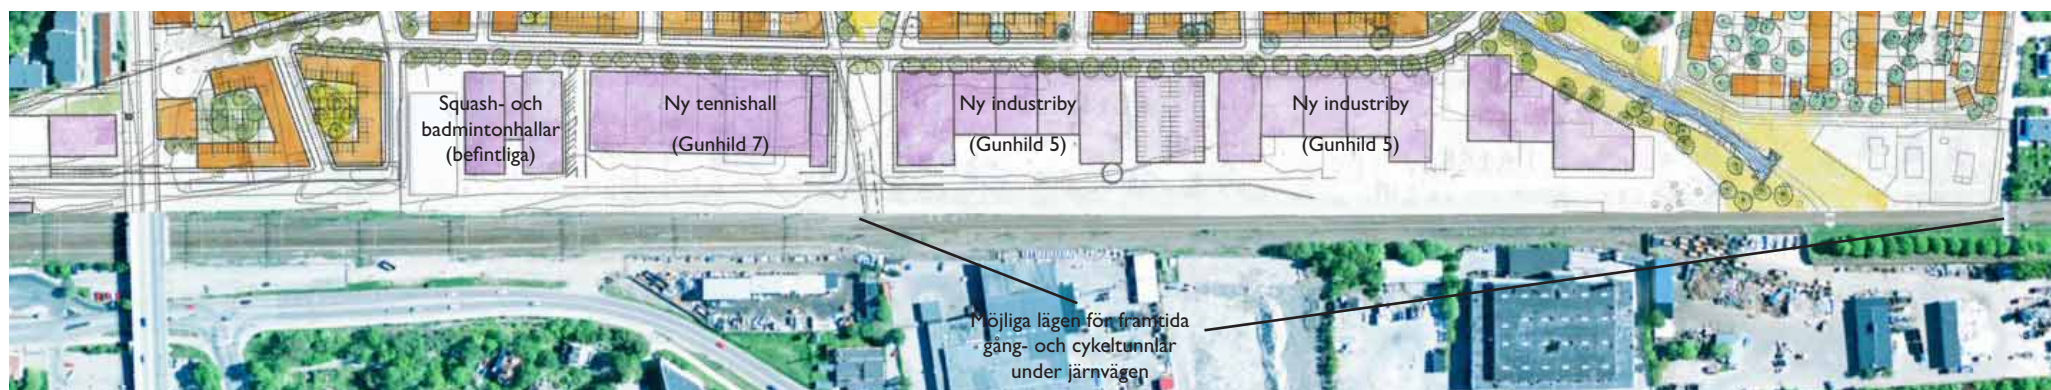 Squash- och
badmintonhallar
(befintliga)
Ny tennishall
(Gunhild 7)
Ny industriby
(Gunhild 5)
Ny industriby
(Gunhild 5)
Möjliga lägen för framtida
gång- och cykeltunnlar
under järnvägen